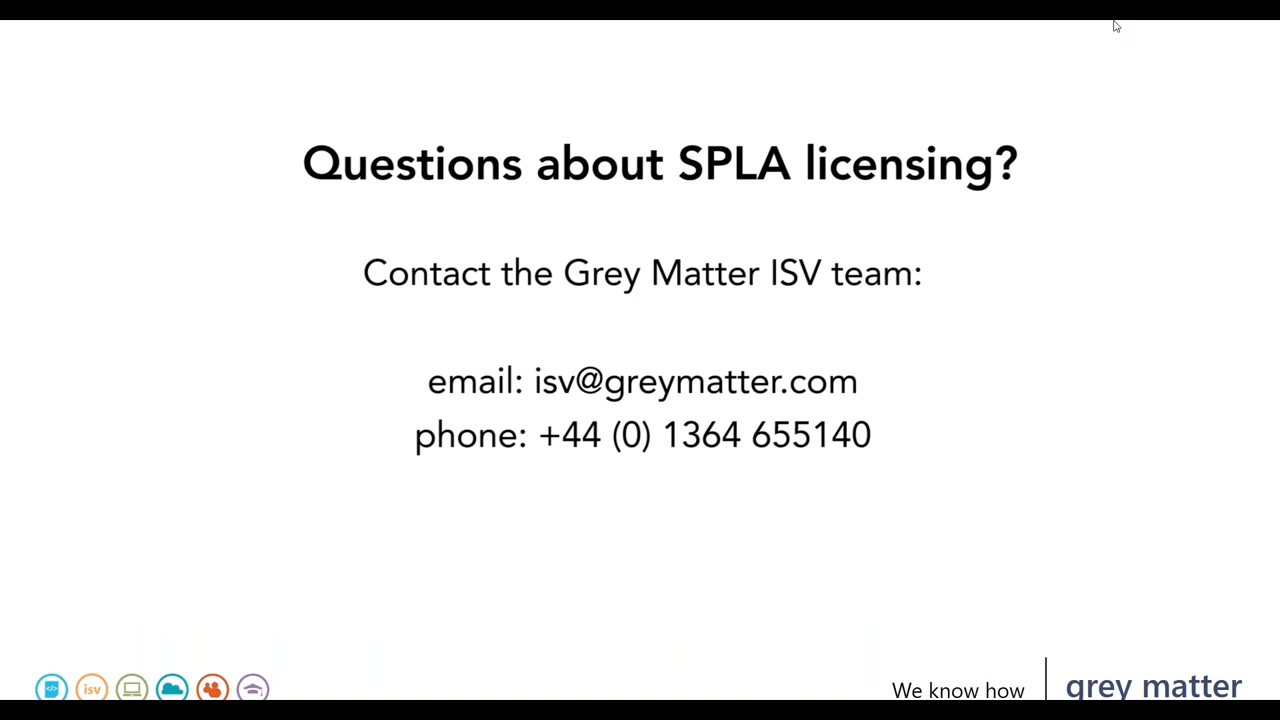 Questions about SPLA licensing?
Contact the Grey Matter ISV team:
email: isv@greymatter.com
phone: +44 (0) 1364 655140
</> isv
We know how
grey matter